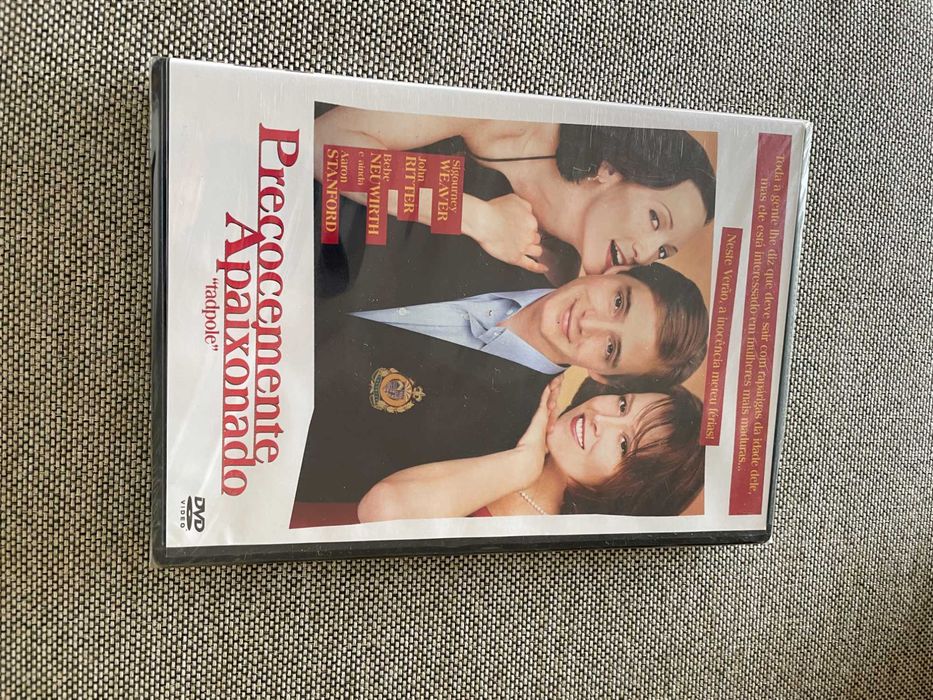 Toda a gente lhe diz que deve sair com raparigas da idade dele,
mas ele está interessado em mulheres mais maduras...
Neste Verão, a inocência meteu férias!
Sigourney
WEAVER
John
RITTER
Bebe
NEUWIRTH
e ainda
Aaron
STANFORD
Precocemente
Apaixonado
"tadpole"
DVD
VIDEO